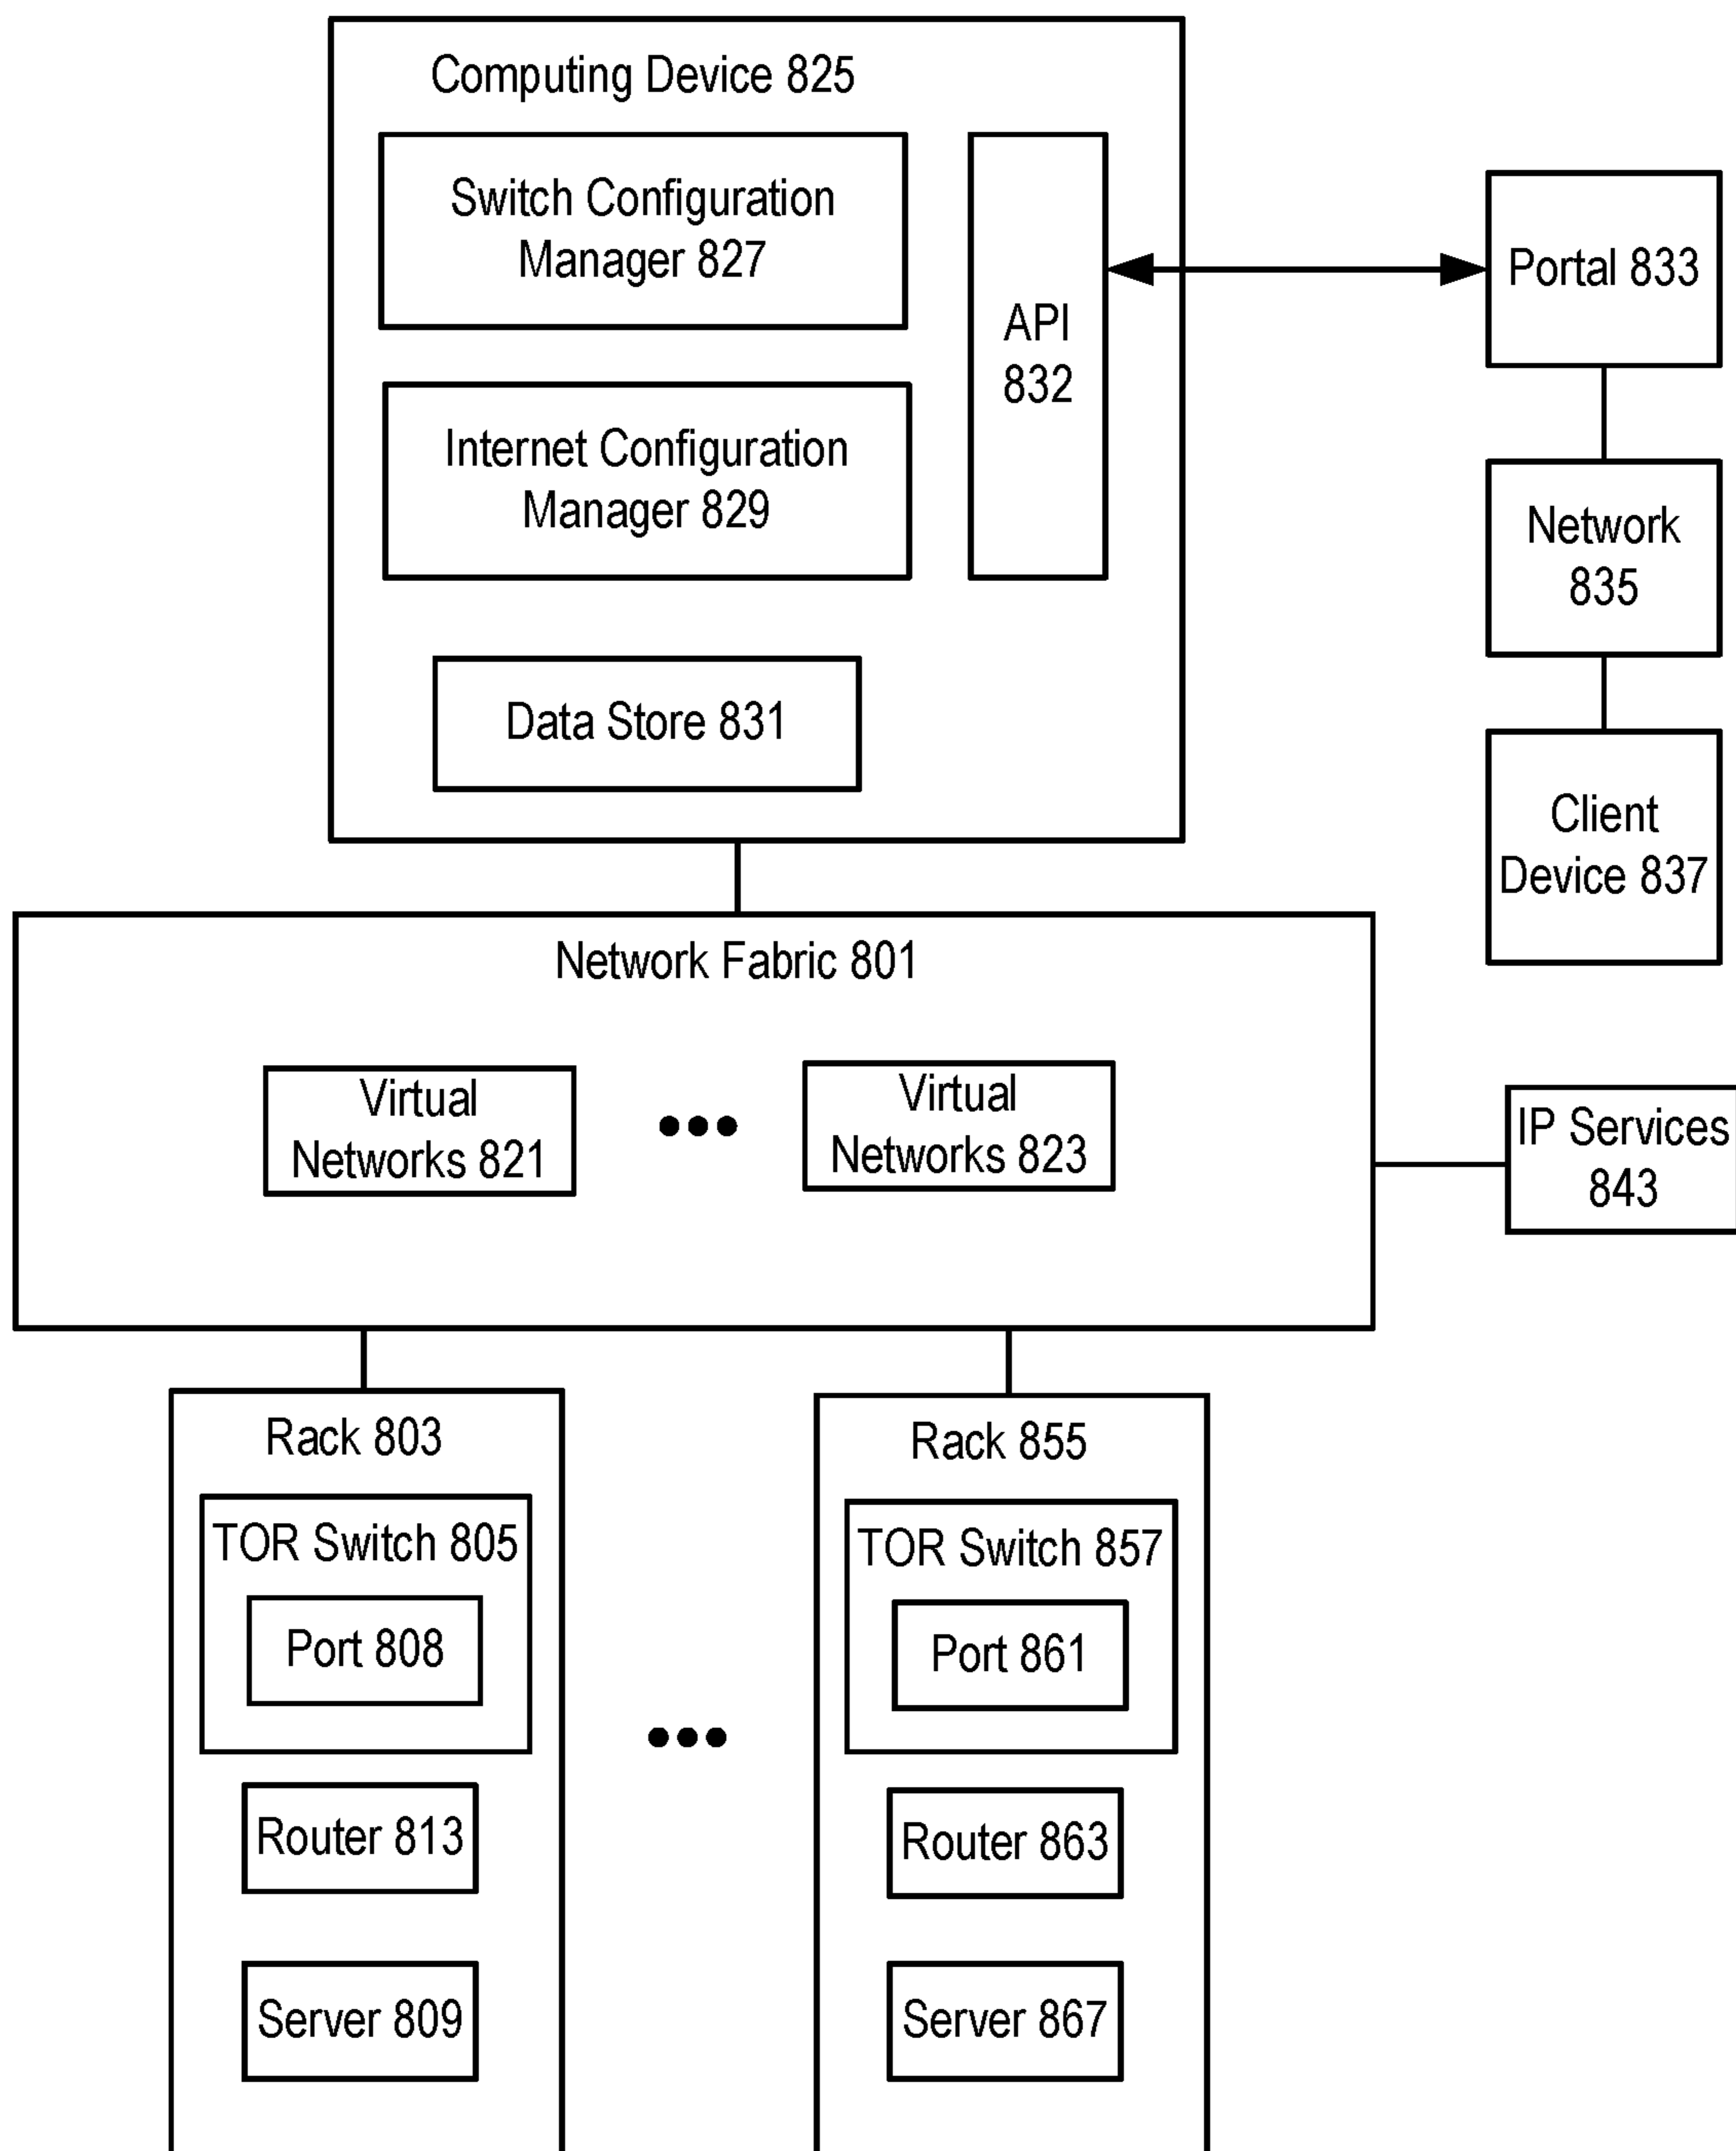 Computing Device 825
Switch Configuration
Manager 827
Internet Configuration
Manager 829
API
832
Data Store 831
Portal 833
Network
835
Client
Device 837
Network Fabric 801
Virtual
Networks 821
Virtual
Networks 823
IP Services
843
Rack 803
TOR Switch 805
Port 808
Router 813
Server 809
Rack 855
TOR Switch 857
Port 861
Router 863
Server 867